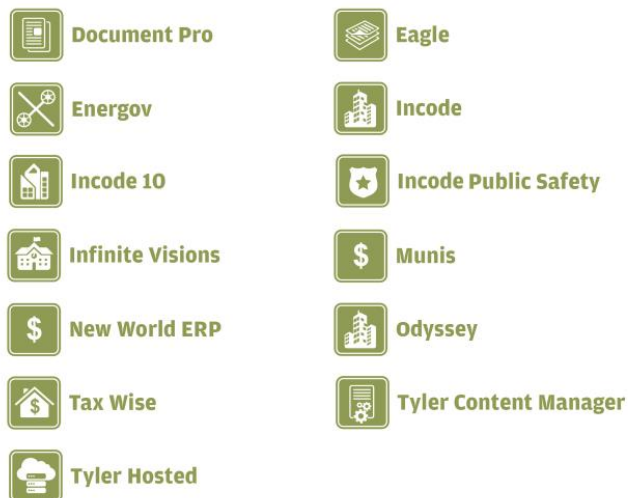 Document Pro
Eagle
Energov
Incode
Incode 10
Incode Public Safety
Infinite Visions
$ Munis
$ New World ERP
Odyssey
$ Tax Wise
Tyler Content Manager
Tyler Hosted